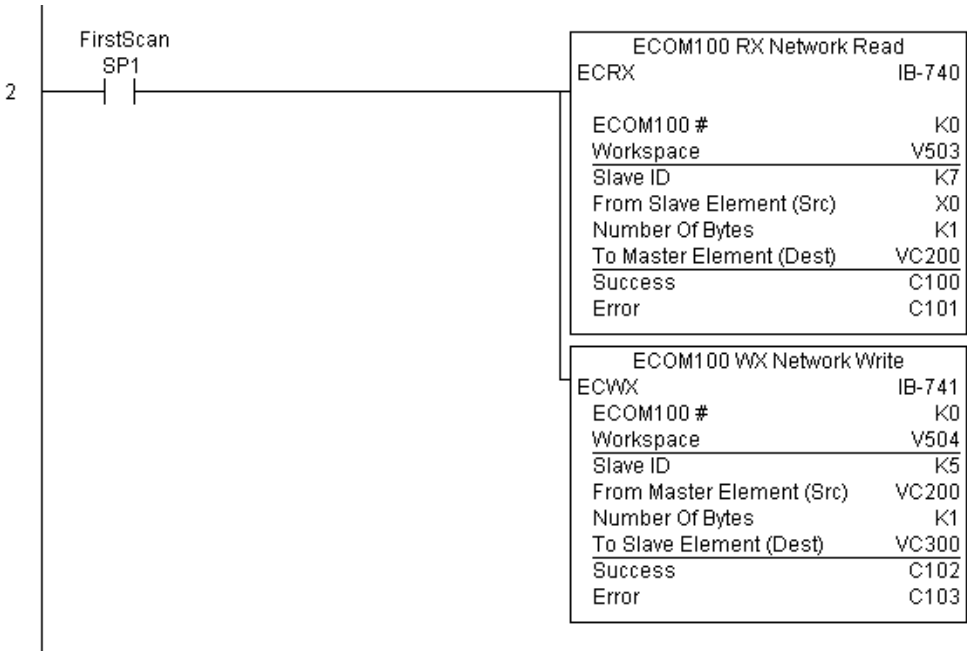 FirstScan
SP1
2
ECOM100 RX Network Read
ECRX IB-740
ECOM100 # K0
Workspace V503
Slave ID K7
From Slave Element (Src) X0
Number Of Bytes K1
To Master Element (Dest) VC200
Success C100
Error C101
ECOM100 WX Network Write
ECWX IB-741
ECOM100 # K0
Workspace V504
Slave ID K5
From Master Element (Src) VC200
Number Of Bytes K1
To Slave Element (Dest) VC300
Success C102
Error C103